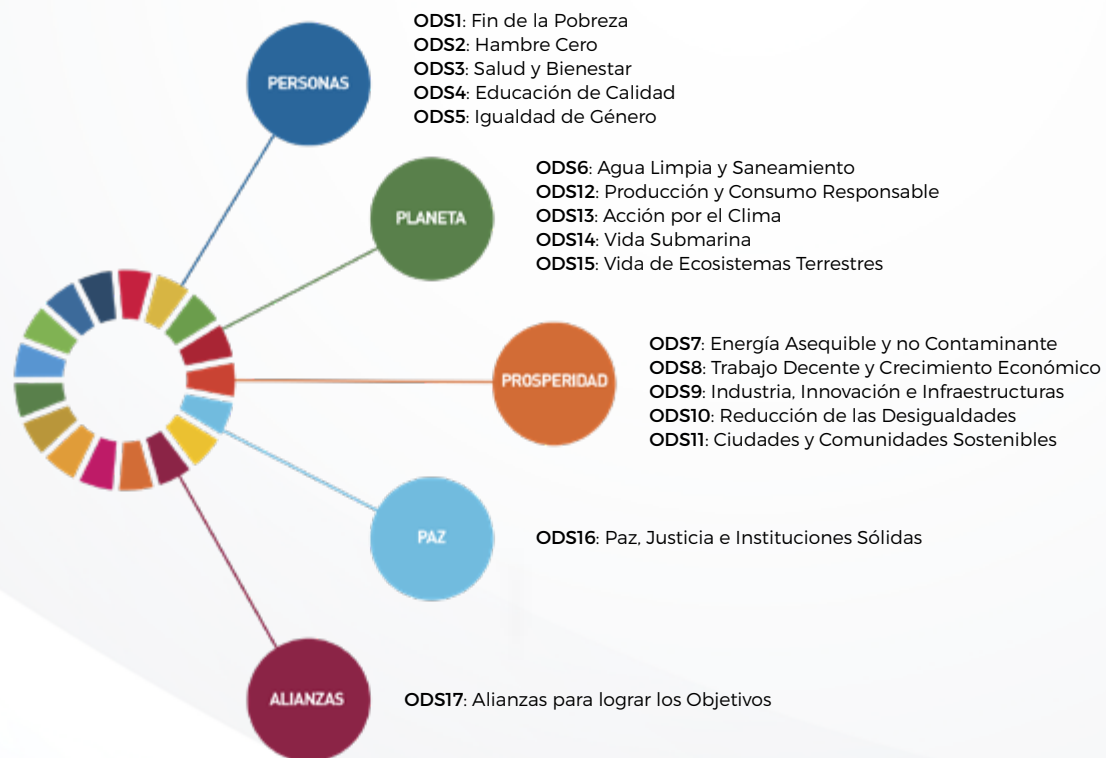 PERSONAS
ODS1: Fin de la Pobreza
ODS2: Hambre Cero
ODS3: Salud y Bienestar
ODS4: Educación de Calidad
ODS5: Igualdad de Género
PLANETA
ODS6: Agua Limpia y Saneamiento
ODS12: Producción y Consumo Responsable
ODS13: Acción por el Clima
ODS14: Vida Submarina
ODS15: Vida de Ecosistemas Terrestres
PROSPERIDAD
ODS7: Energía Asequible y no Contaminante
ODS8: Trabajo Decente y Crecimiento Económico
ODS9: Industria, Innovación e Infraestructuras
ODS10: Reducción de las Desigualdades
ODS11: Ciudades y Comunidades Sostenibles
PAZ
ODS16: Paz, Justicia e Instituciones Sólidas
ALIANZAS
ODS17: Alianzas para lograr los Objetivos